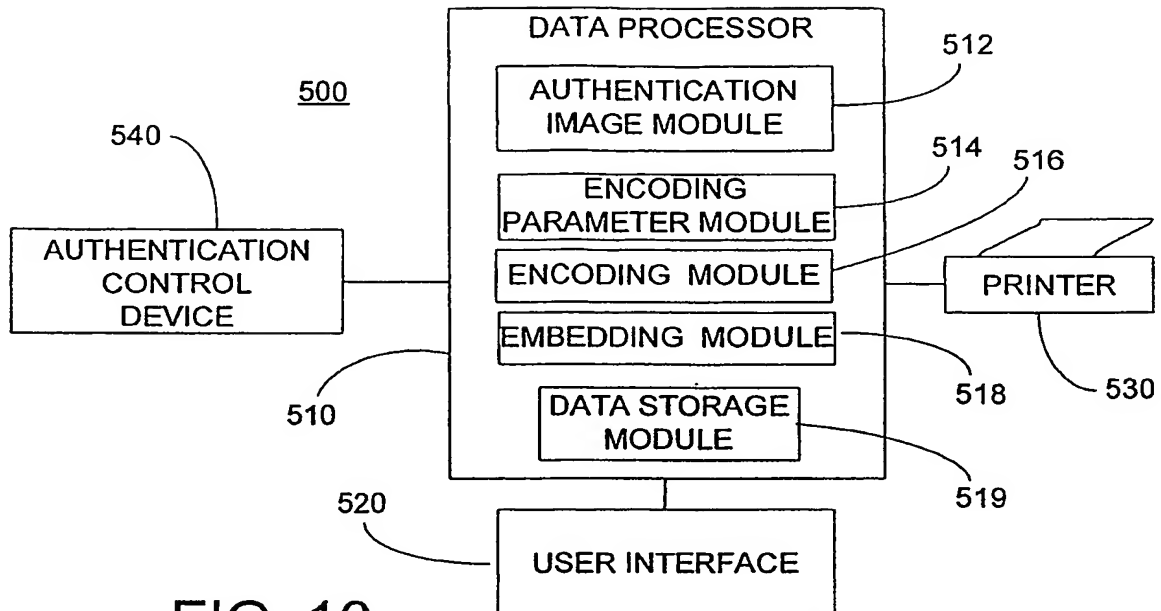 DATA PROCESSOR
512
500
AUTHENTICATION
IMAGE MODULE
540
514
516
ENCODING
PARAMETER MODULE
AUTHENTICATION
CONTROL
DEVICE
ENCODING MODULE
PRINTER
EMBEDDING MODULE
518
530
510
DATA STORAGE
MODULE
519
520
USER INTERFACE